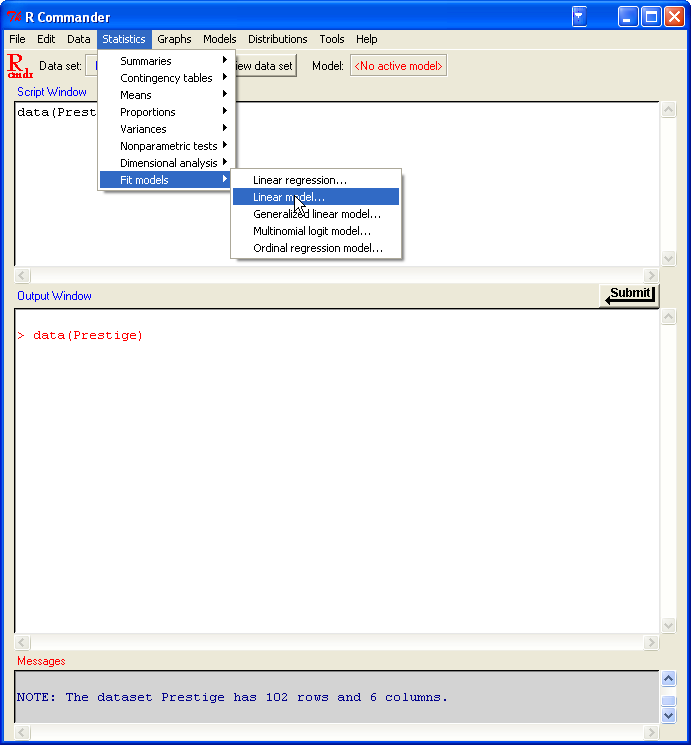 R Commander
File Edit Data Statistics Graphs Models Distributions Tools Help
R cmdr Data set: view data set Model: <No active model>
Summaries
Contingency tables
Means
Proportions
Variances
Nonparametric tests
Dimensional analysis
Fit models
Linear regression...
Linear model...
Generalized linear model...
Multinomial logit model...
Ordinal regression model...
Script Window
data(Prest
Output Window
Submit
> data(Prestige)
Messages
NOTE: The dataset Prestige has 102 rows and 6 columns.